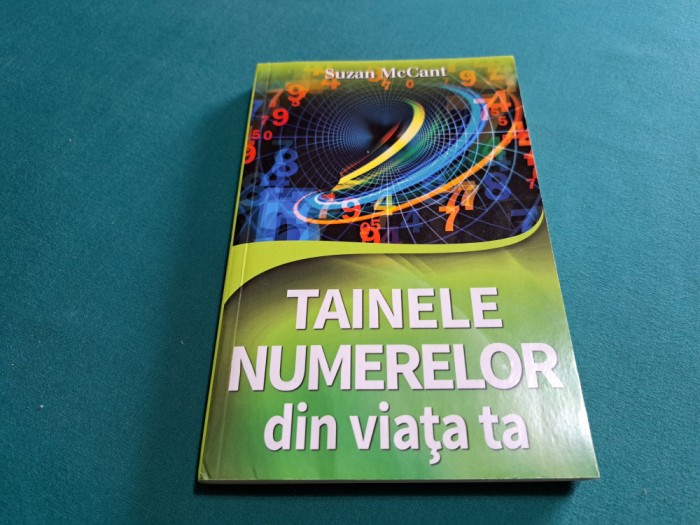 Suzan McCant
TAINELE
NUMERELOR
din viaţa ta